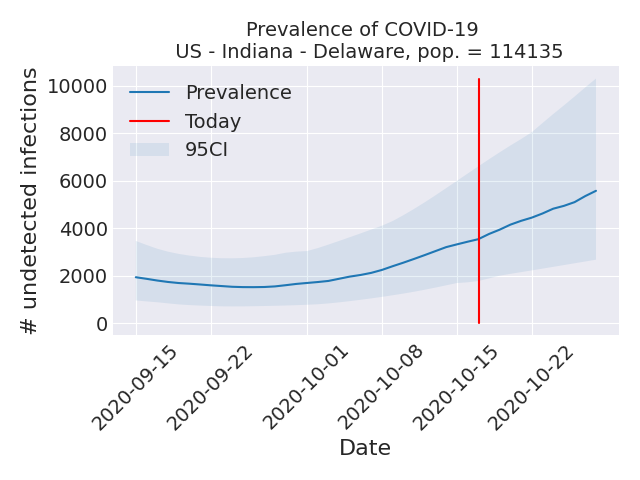 Prevalence of COVID-19
US - Indiana - Delaware, pop. = 114135
# undetected infections
10000
8000
6000
4000
2000
0
Prevalence
Today
95CI
2020-09-15
2020-09-22
2020-10-01
2020-10-08
2020-10-15
2020-10-22
Date